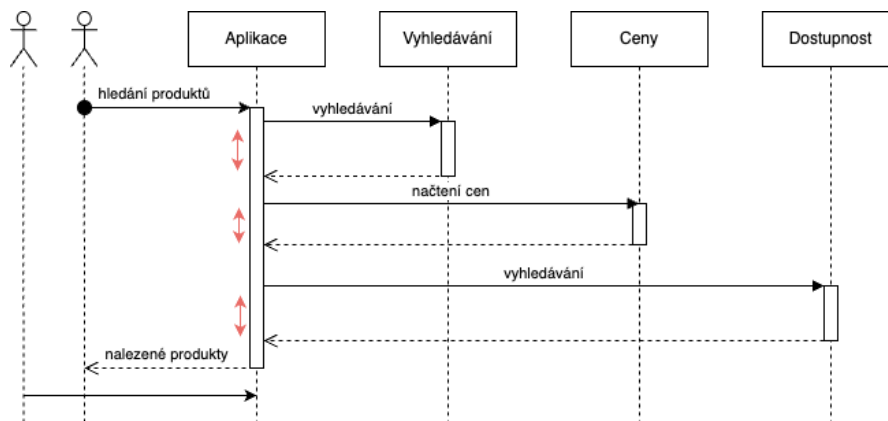 Aplikace
Vyhledávání
Ceny
Dostupnost
hledání produktů
vyhledávání
načtení cen
vyhledávání
nalezené produkty